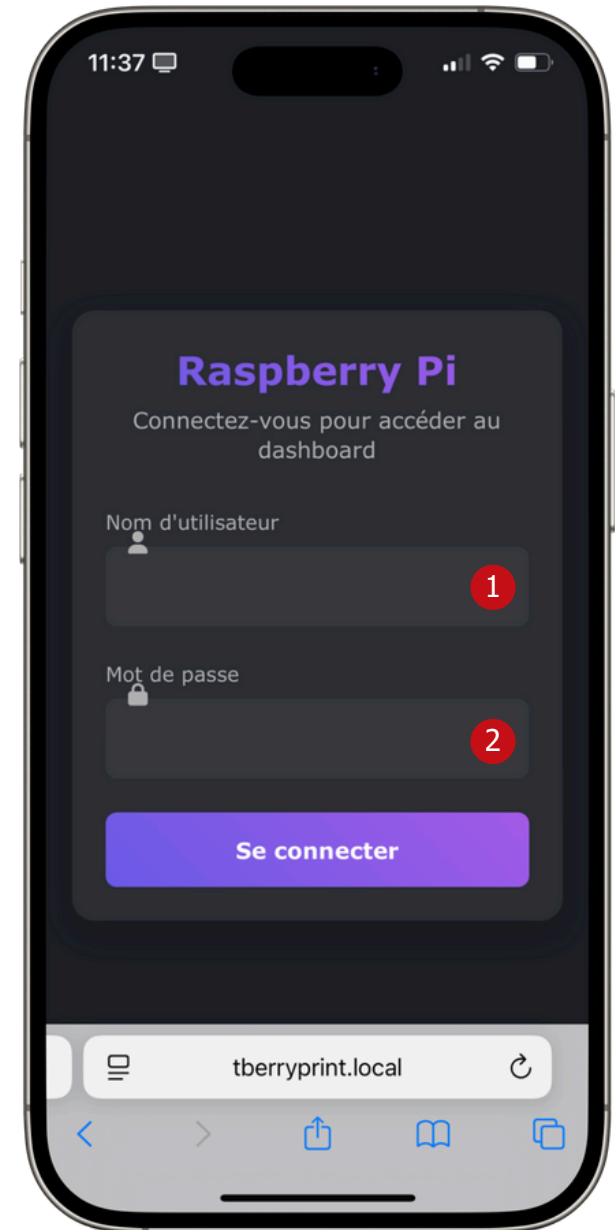 11:37
Raspberry Pi
Connectez-vous pour accéder au
dashboard
Nom d'utilisateur
1
Mot de passe
2
Se connecter
tberryprint.local